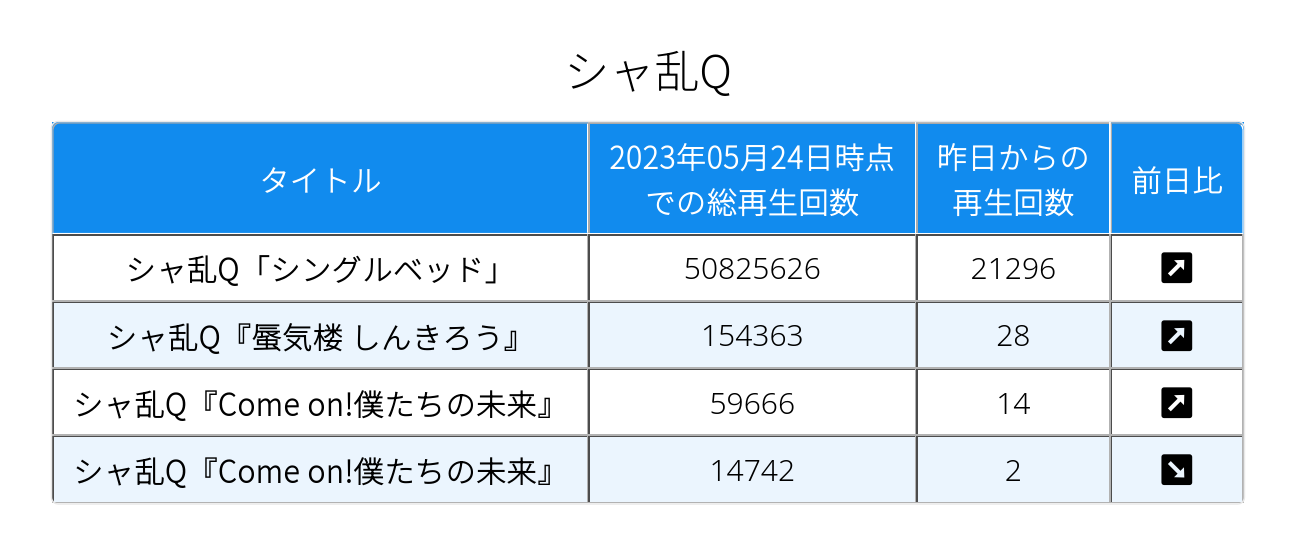 シャ乱Q
タイトル
2023年05月24日時点
での総再生回数
昨日からの
再生回数
前日比
シャ乱Q「シングルベッド」 50825626 21296
シャ乱Q『蜃気楼 しんきろう』 154363 28
シャ乱Q『Come on!僕たちの未来』 59666 14
シャ乱Q『Come on!僕たちの未来』 14742 2